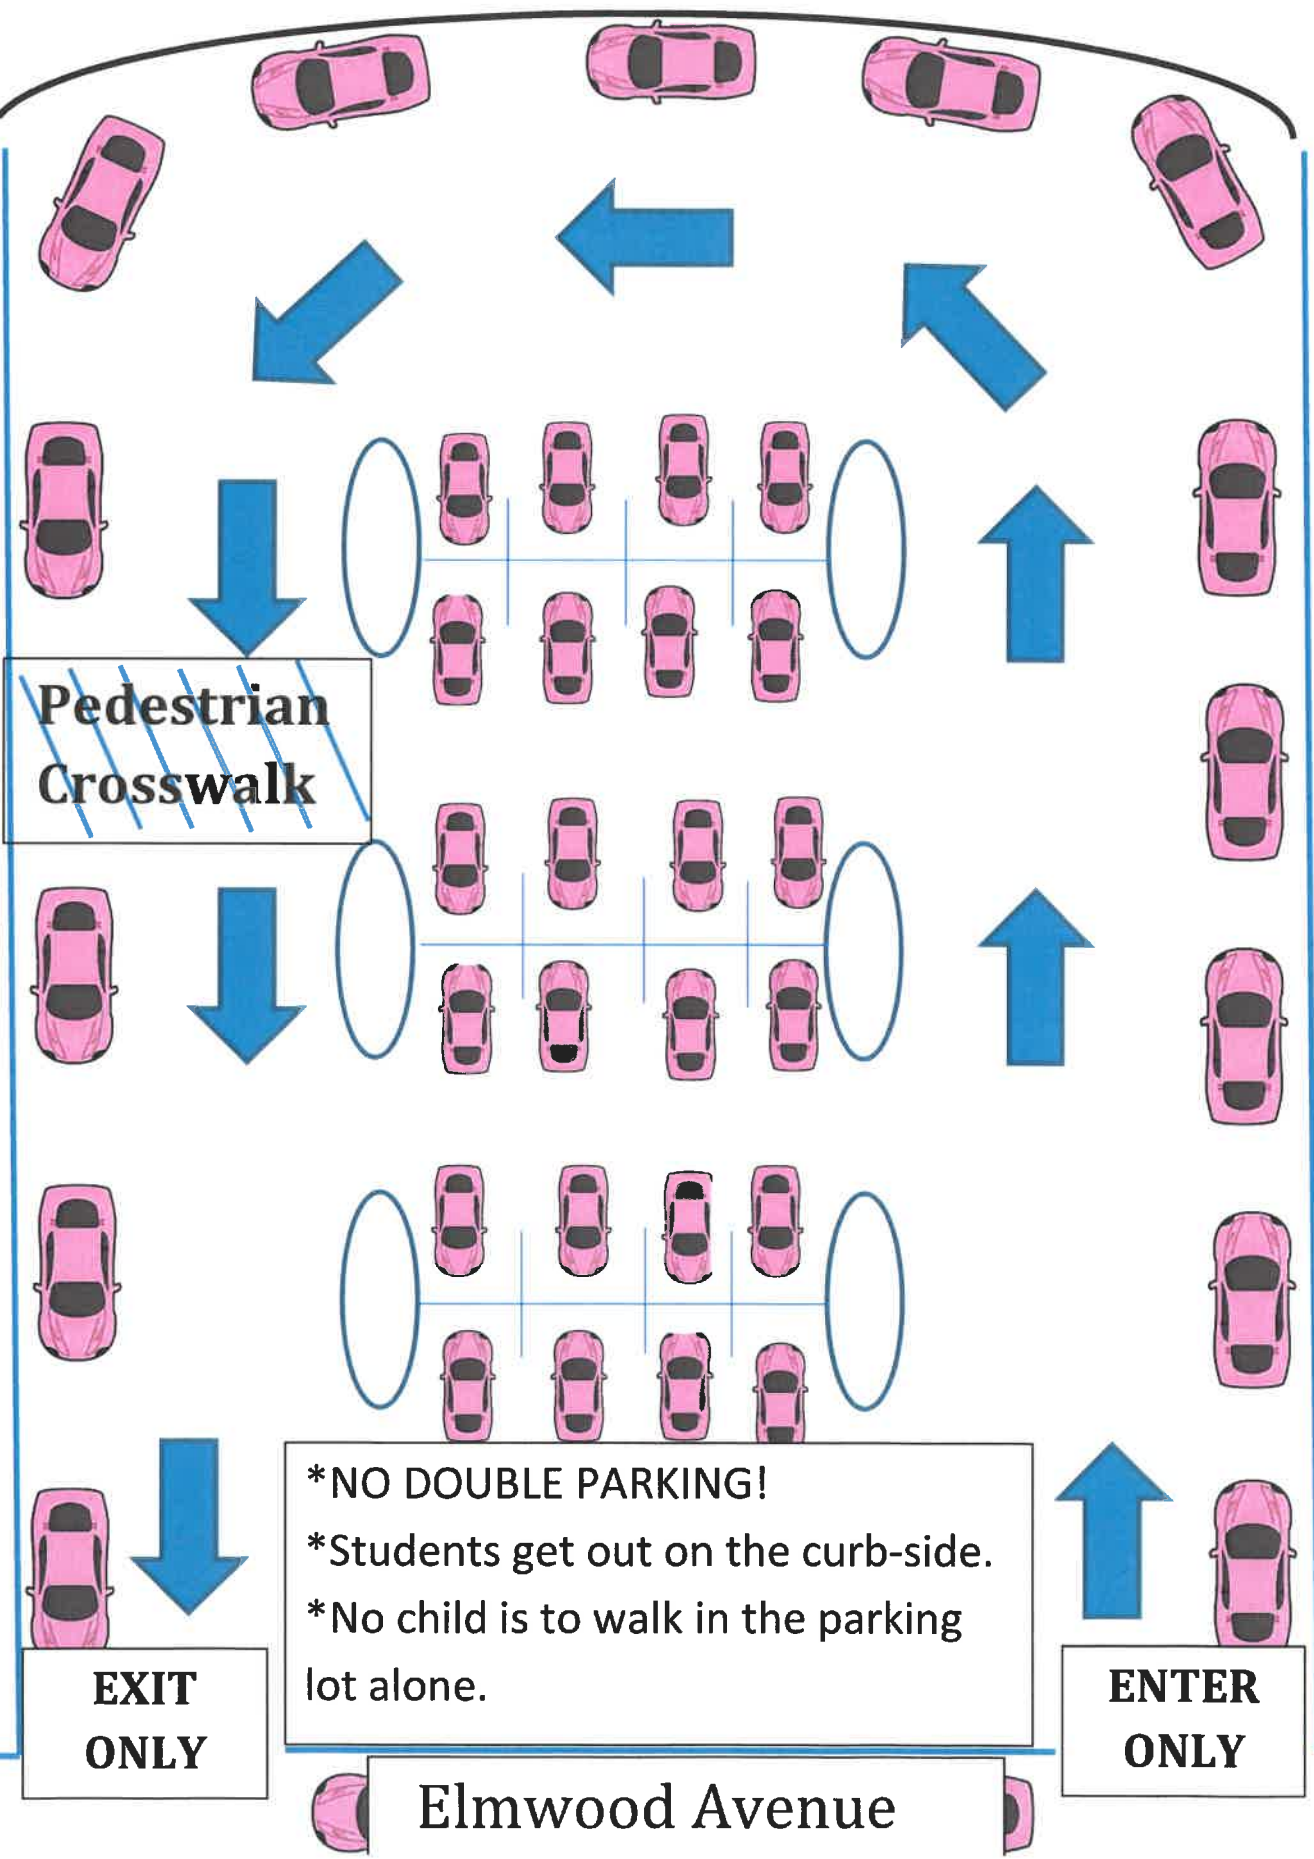 Pedestrian
Crosswalk
*NO DOUBLE PARKING!
*Students get out on the curb-side.
*No child is to walk in the parking
lot alone.
EXIT
ONLY
ENTER
ONLY
Elmwood Avenue